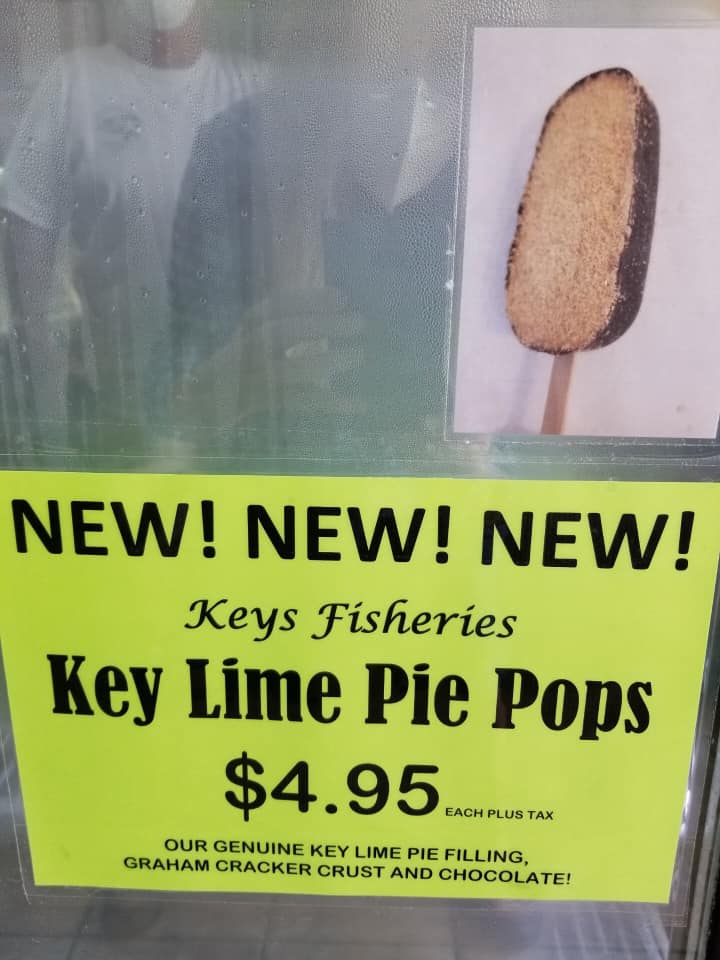 NEW! NEW! NEW!
Keys Fisheries
Key Lime Pie Pops
$4.95 EACH PLUS TAX
OUR GENUINE KEY LIME PIE FILLING,
GRAHAM CRACKER CRUST AND CHOCOLATE!